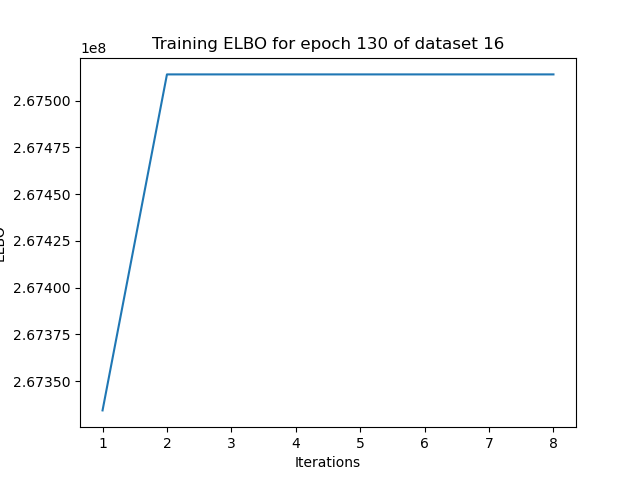 Training ELBO for epoch 130 of dataset 16
1e8
2.67500
2.67475
2.67450
2.67425
2.67400
2.67375
2.67350
ELBO
1 2 3 4 5 6 7 8
Iterations